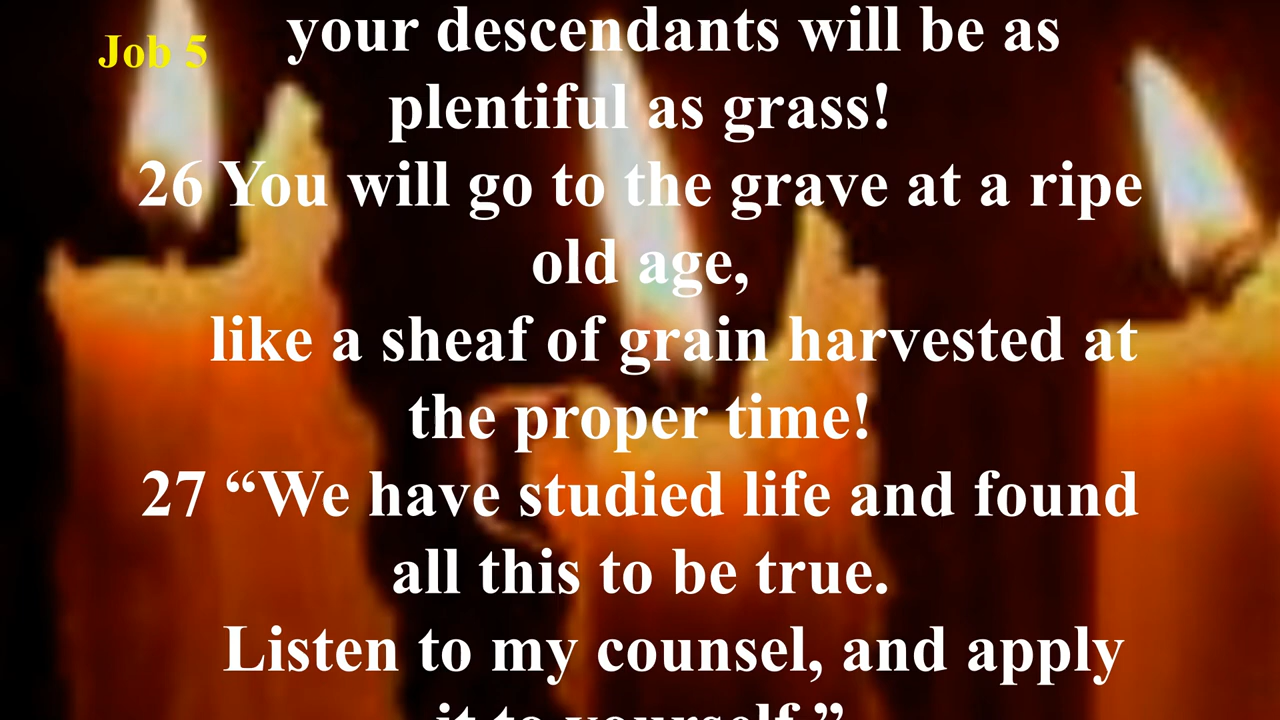 Job 5
your descendants will be as
plentiful as grass!
26 You will go to the grave at a ripe
old age,
like a sheaf of grain harvested at
the proper time!
27 “We have studied life and found
all this to be true.
Listen to my counsel, and apply
it to yourself.”